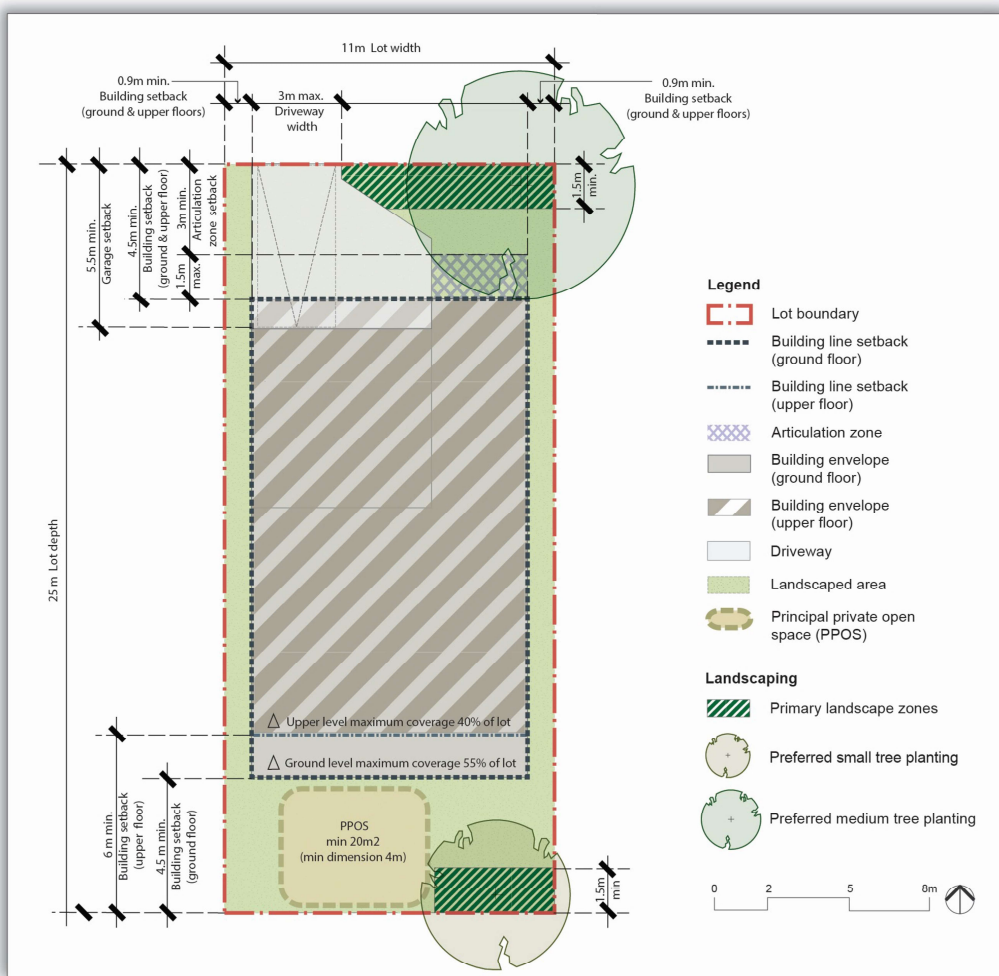 11m Lot width
0.9m min.
Building setback
(ground & upper floors)
3m max.
Driveway
width
0.9m min.
Building setback
(ground & upper floors)
5.5m min.
Garage setback
4.5m min.
Building setback
(ground & upper floor)
3m min.
Articulation
zone setback
1.5m
max.
1.5m
min.
25m Lot depth
Upper level maximum coverage 40% of lot
Ground level maximum coverage 55% of lot
6 m min.
Building setback
(upper floor)
4.5 m min.
Building setback
(ground floor)
PPOS
min 20m2
(min dimension 4m)
1.5m
min
Legend
Lot boundary
Building line setback
(ground floor)
Building line setback
(upper floor)
Articulation zone
Building envelope
(ground floor)
Building envelope
(upper floor)
Driveway
Landscaped area
Principal private open
space (PPOS)
Landscaping
Primary landscape zones
Preferred small tree planting
Preferred medium tree planting
0 2 5 8m